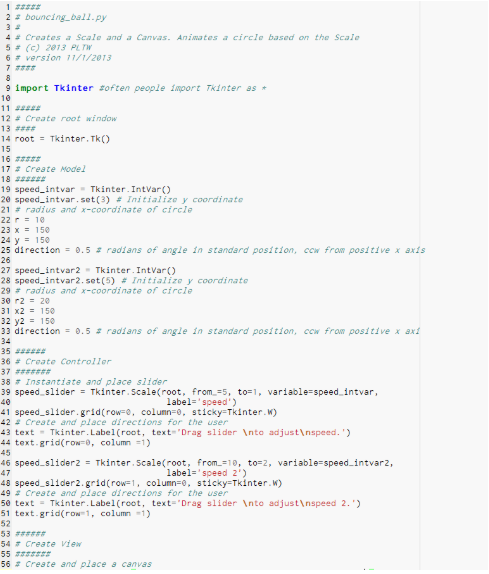 1 #####
2 # bouncing_ball.py
3 #
4 # Creates a Scale and a Canvas. Animates a circle based on the Scale
5 # (c) 2013 PLTW
6 # version 11/1/2013
7 ####
8
9 import Tkinter #often people import Tkinter as *
10
11 #####
12 # Create root window
13 ####
14 root = Tkinter.Tk()
15
16 #####
17 # Create Model
18 ######
19 speed_intvar = Tkinter.IntVar()
20 speed_intvar.set(3) # Initialize y coordinate
21 # radius and x-coordinate of circle
22 r = 10
23 x = 150
24 y = 150
25 direction = 0.5 # radians of angle in standard position, ccw from positive x axis
26
27 speed_intvar2 = Tkinter.IntVar()
28 speed_intvar2.set(5) # Initialize y coordinate
29 # radius and x-coordinate of circle
30 r2 = 20
31 x2 = 150
32 y2 = 150
33 direction = 0.5 # radians of angle in standard position, ccw from positive x axi
34
35 ######
36 # Create Controller
37 #######
38 # Instantiate and place slider
39 speed_slider = Tkinter.Scale(root, from_=5, to=1, variable=speed_intvar,
40 label='speed')
41 speed_slider.grid(row=0, column=0, sticky=Tkinter.W)
42 # Create and place directions for the user
43 text = Tkinter.Label(root, text='Drag slider \nto adjust\nspeed.')
44 text.grid(row=0, column =1)
45
46 speed_slider2 = Tkinter.Scale(root, from_=10, to=2, variable=speed_intvar2,
47 label='speed 2')
48 speed_slider2.grid(row=1, column=0, sticky=Tkinter.W)
49 # Create and place directions for the user
50 text = Tkinter.Label(root, text='Drag slider \nto adjust\nspeed 2.')
51 text.grid(row=1, column =1)
52
53 ######
54 # Create View
55 #######
56 # Create and place a canvas